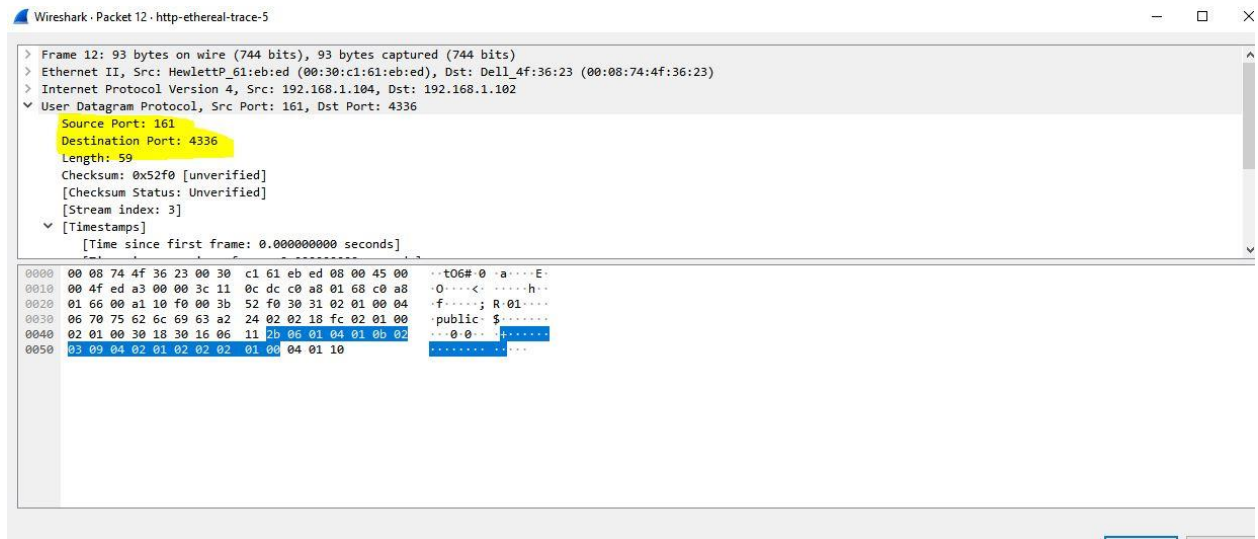 Wireshark · Packet 12 · http-ethereal-trace-5
> Frame 12: 93 bytes on wire (744 bits), 93 bytes captured (744 bits)
> Ethernet II, Src: HewlettP_61:eb:ed (00:30:c1:61:eb:ed), Dst: Dell_4f:36:23 (00:08:74:4f:36:23)
> Internet Protocol Version 4, Src: 192.168.1.104, Dst: 192.168.1.102
User Datagram Protocol, Src Port: 161, Dst Port: 4336
Source Port: 161
Destination Port: 4336
Length: 59
Checksum: 0x52f0 [unverified]
[Checksum Status: Unverified]
[Stream index: 3]
[Timestamps]
[Time since first frame: 0.000000000 seconds]
0000 00 08 74 4f 36 23 00 30 c1 61 eb ed 08 00 45 00 ··tO6#·0 ·a····E·
0010 00 4f ed a3 00 00 3c 11 0c dc c0 a8 01 68 c0 a8 ·O····<· ·····h··
0020 01 66 00 a1 10 f0 00 3b 52 f0 30 31 02 01 00 04 ·f·····; R·01····
0030 06 70 75 62 6c 69 63 a2 24 02 02 18 fc 02 01 00 ·public· $·······
0040 02 01 00 30 18 30 16 06 11 2b 06 01 04 01 0b 02 ···0·0·· ·+······
0050 03 09 04 02 01 02 02 02 01 00 04 01 10 ········ ·····